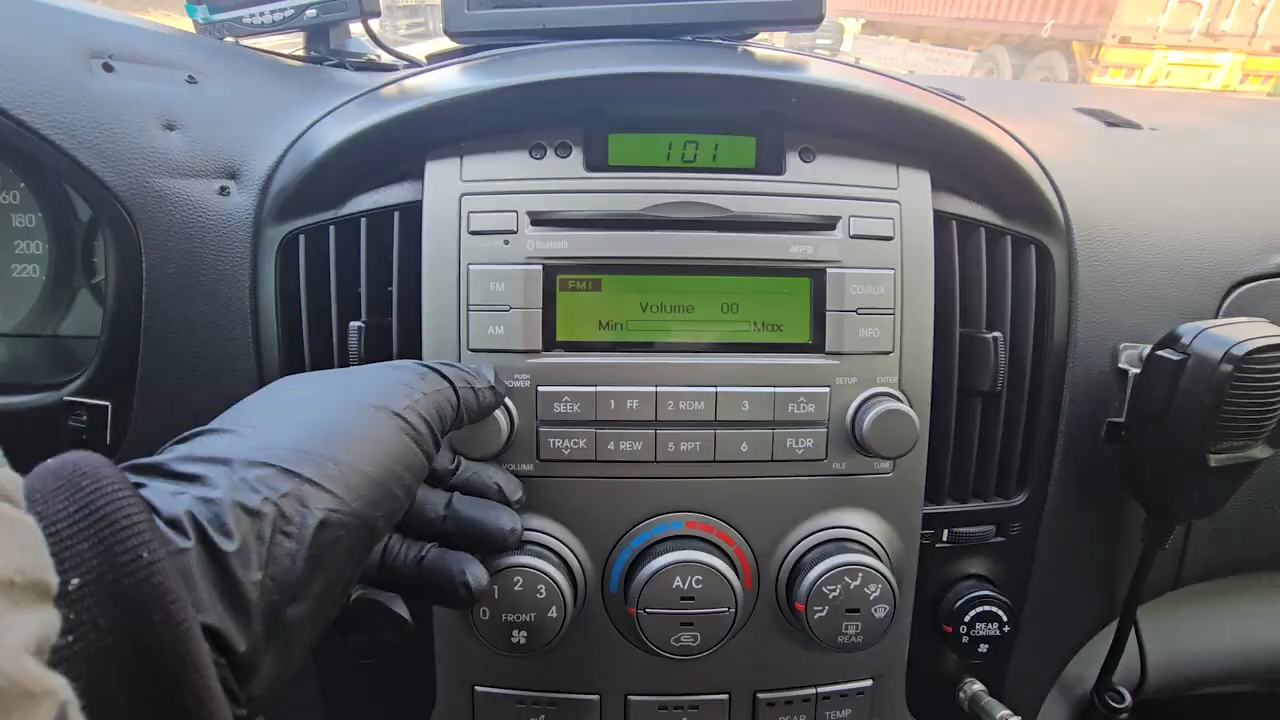 101
Bluetooth
MP3
FM
AM
FM1
Volume 00
Min Max
CD/AUX
INFO
PUSH
POWER
VOLUME
SEEK
1 FF
2 RDM
3
FLDR
TRACK
4 REW
5 RPT
6
FLDR
SETUP
ENTER
FILE
TUNE
60
180
200
220
0 1 2 3 4
FRONT
A/C
REAR
0
R
REAR
CONTROL
+
REAR
TEMP